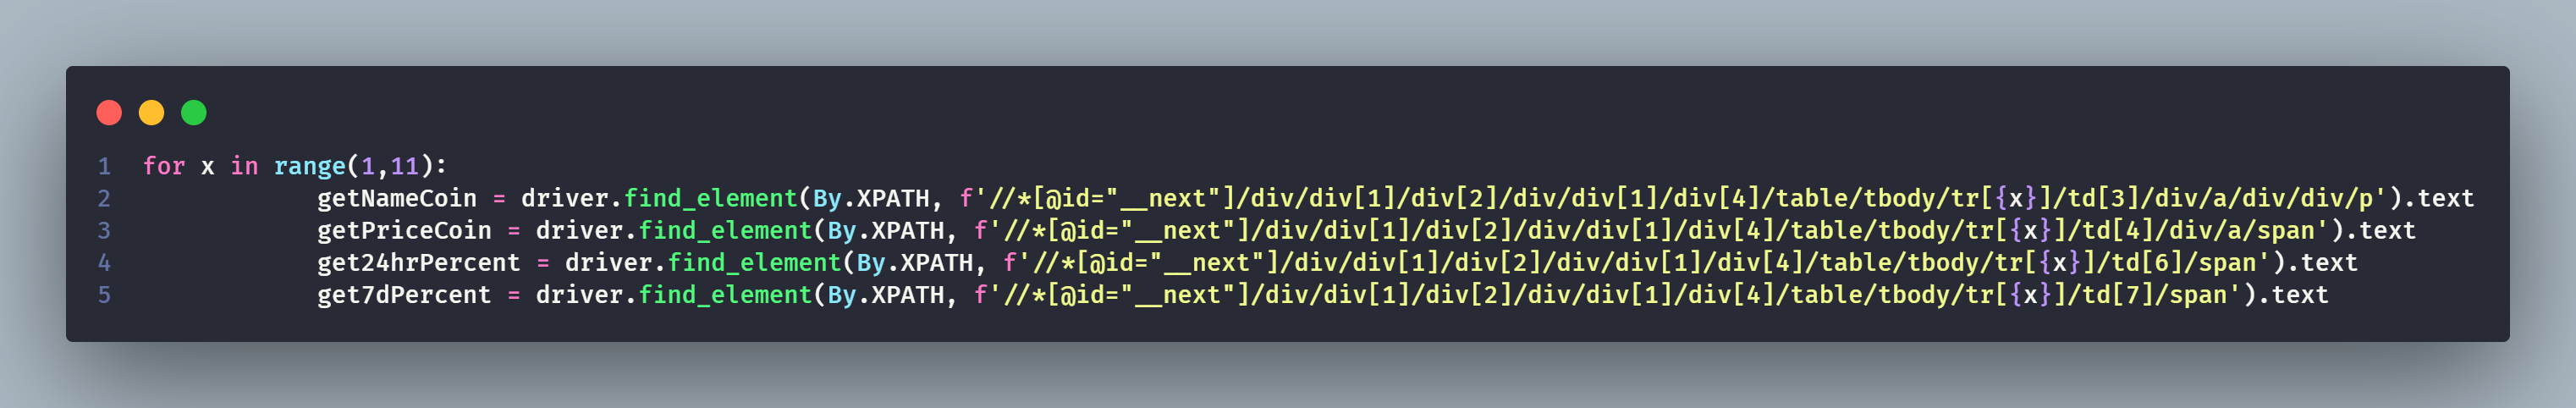 1 for x in range(1,11):
2 getNameCoin = driver.find_element(By.XPATH, f'//*[@id="__next"]/div/div[1]/div[2]/div/div[1]/div[4]/table/tbody/tr[{x}]/td[3]/div/a/div/div/p').text
3 getPriceCoin = driver.find_element(By.XPATH, f'//*[@id="__next"]/div/div[1]/div[2]/div/div[1]/div[4]/table/tbody/tr[{x}]/td[4]/div/a/span').text
4 get24hrPercent = driver.find_element(By.XPATH, f'//*[@id="__next"]/div/div[1]/div[2]/div/div[1]/div[4]/table/tbody/tr[{x}]/td[6]/span').text
5 get7dPercent = driver.find_element(By.XPATH, f'//*[@id="__next"]/div/div[1]/div[2]/div/div[1]/div[4]/table/tbody/tr[{x}]/td[7]/span').text